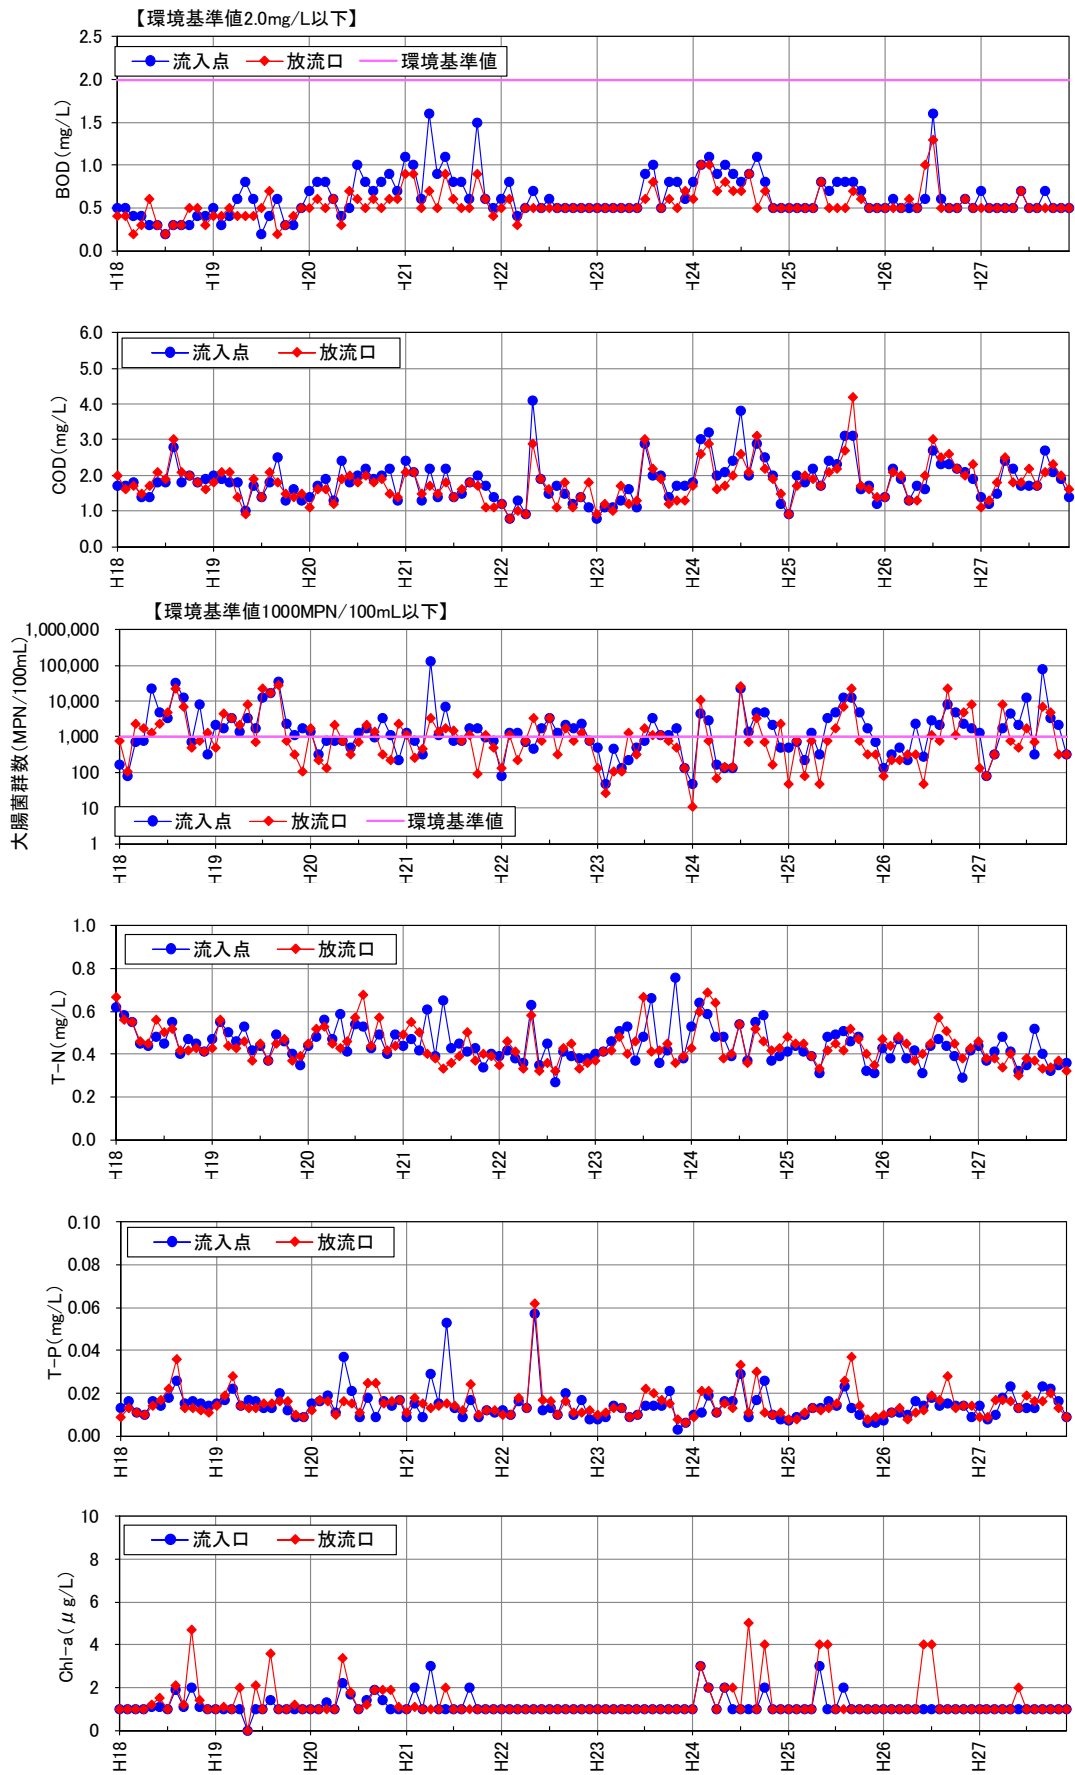 【環境基準値2.0mg/L以下】
2.5
2.0
1.5
1.0
0.5
0.0
BOD(mg/L)
流入点 放流口 環境基準値
H18 H19 H20 H21 H22 H23 H24 H25 H26 H27
6.0
5.0
4.0
3.0
2.0
1.0
0.0
COD(mg/L)
流入点 放流口
H18 H19 H20 H21 H22 H23 H24 H25 H26 H27
【環境基準値1000MPN/100mL以下】
1,000,000
100,000
10,000
1,000
100
10
1
大腸菌群数(MPN/100mL)
流入点 放流口 環境基準値
H18 H19 H20 H21 H22 H23 H24 H25 H26 H27
1.0
0.8
0.6
0.4
0.2
0.0
T-N(mg/L)
流入点 放流口
H18 H19 H20 H21 H22 H23 H24 H25 H26 H27
0.10
0.08
0.06
0.04
0.02
0.00
T-P(mg/L)
流入点 放流口
H18 H19 H20 H21 H22 H23 H24 H25 H26 H27
10
8
6
4
2
0
Chl-a(μg/L)
流入口 放流口
H18 H19 H20 H21 H22 H23 H24 H25 H26 H27